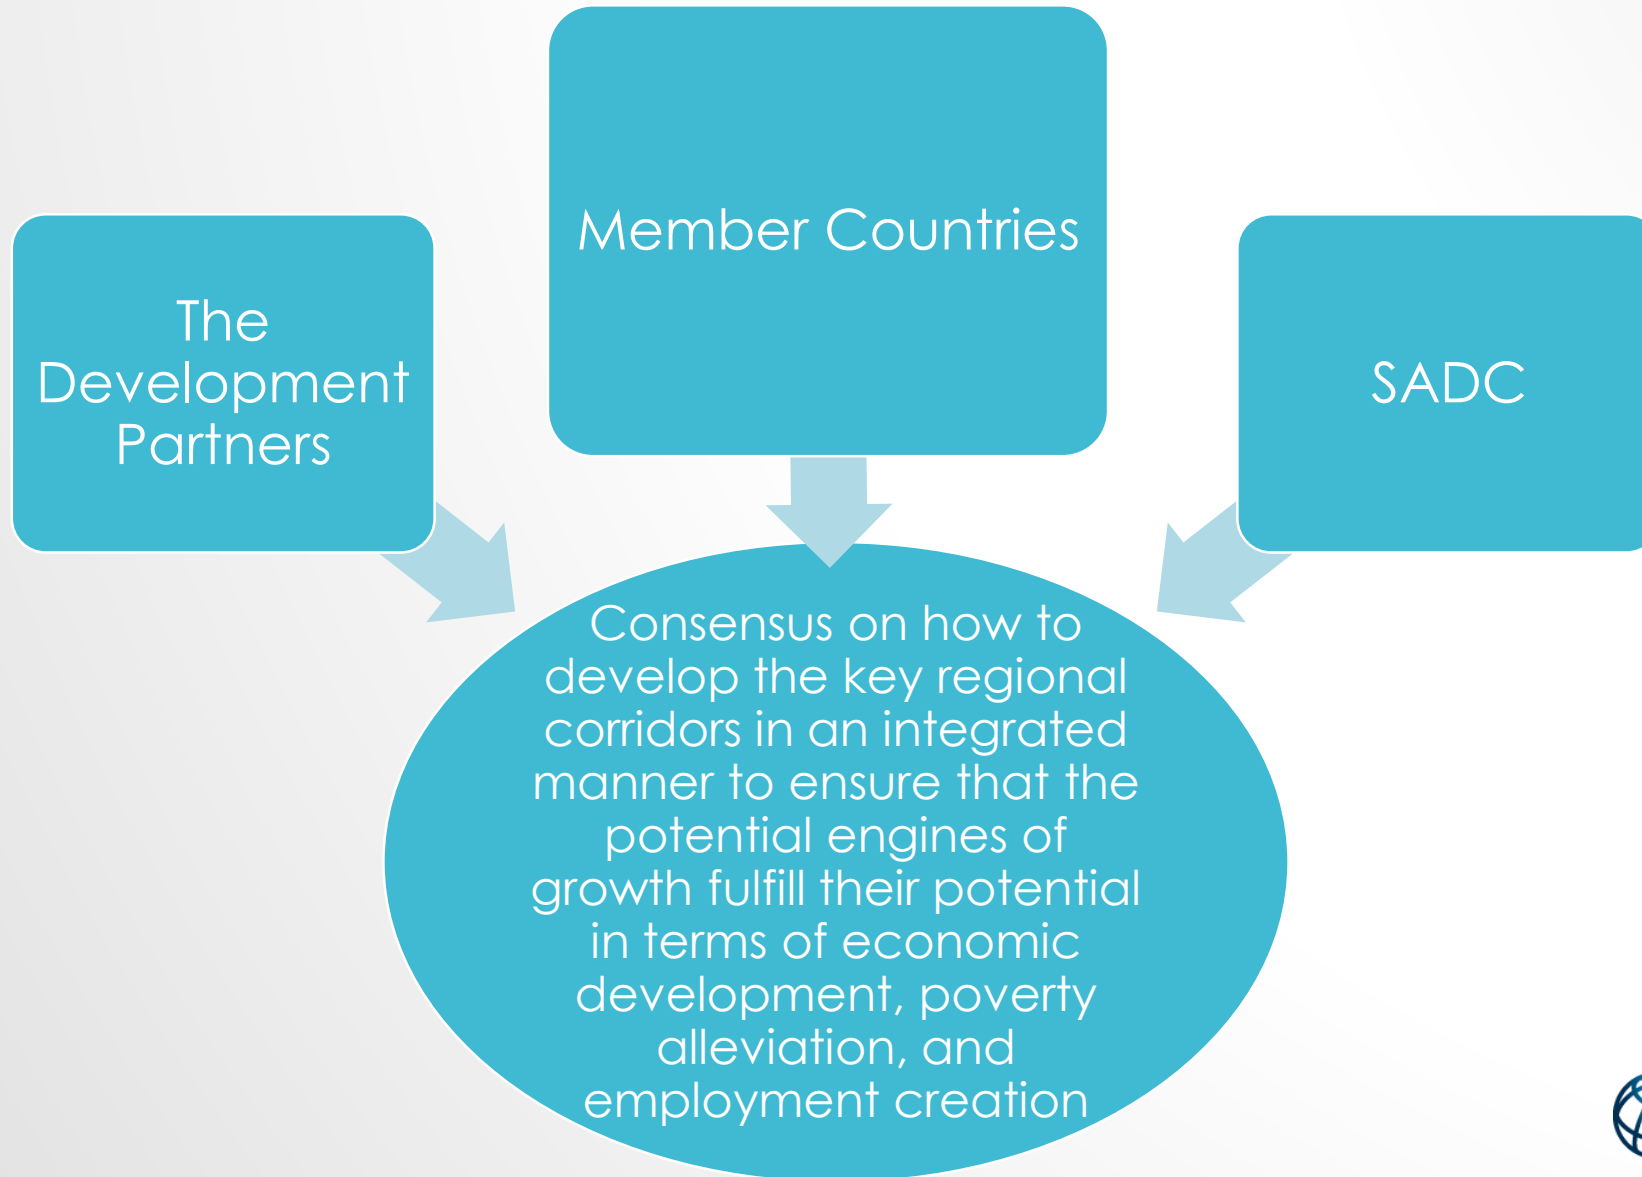 Member Countries
The
Development
Partners
SADC
Consensus on how to
develop the key regional
corridors in an integrated
manner to ensure that the
potential engines of
growth fulfill their potential
in terms of economic
development, poverty
alleviation, and
employment creation